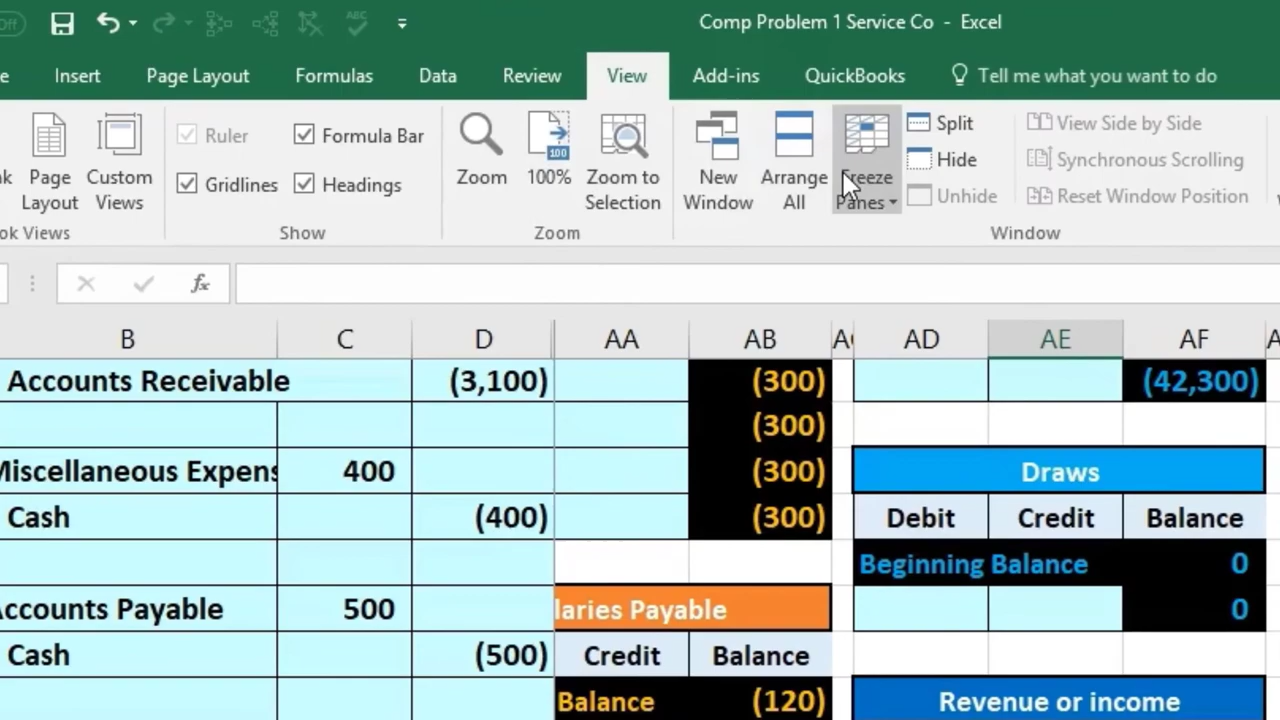 Off ABC Comp Problem 1 Service Co - Excel
Insert Page Layout Formulas Data Review View Add-ins QuickBooks Tell me what you want to do
Page Layout Custom Views Ruler Formula Bar Gridlines Headings Zoom 100 100% Zoom to Selection New Window Arrange All Freeze Panes Split Hide Unhide View Side by Side Synchronous Scrolling Reset Window Position
Views Show Zoom Window
fx
B C D AA AB AD AE AF
Accounts Receivable (3,100) (300) (42,300)
(300)
Miscellaneous Expens 400 (300) Draws
Cash (400) (300) Debit Credit Balance
Beginning Balance 0
Accounts Payable 500 laries Payable 0
Cash (500) Credit Balance
Balance (120) Revenue or income